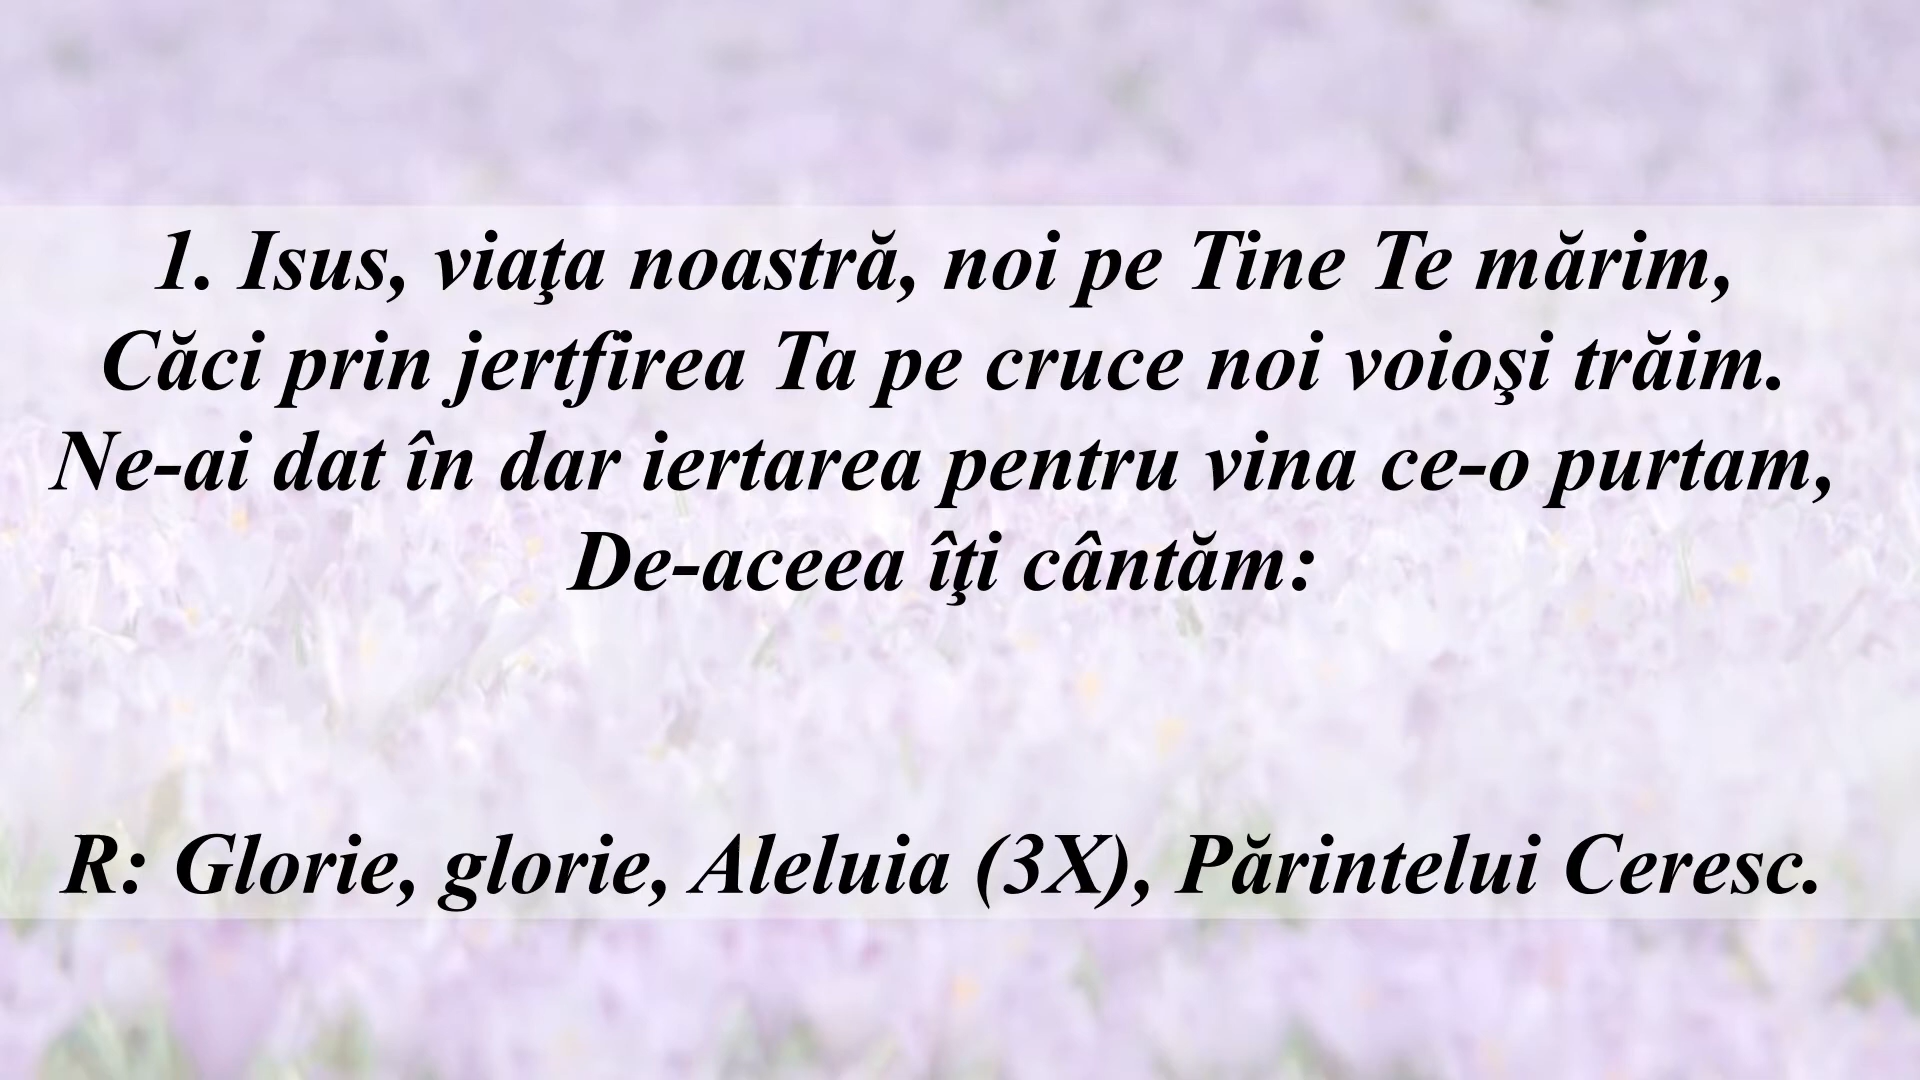 1. Isus, viaţa noastră, noi pe Tine Te mărim,
Căci prin jertfirea Ta pe cruce noi voioşi trăim.
Ne-ai dat în dar iertarea pentru vina ce-o purtam,
De-aceea îţi cântăm:
R: Glorie, glorie, Aleluia (3X), Părintelui Ceresc.